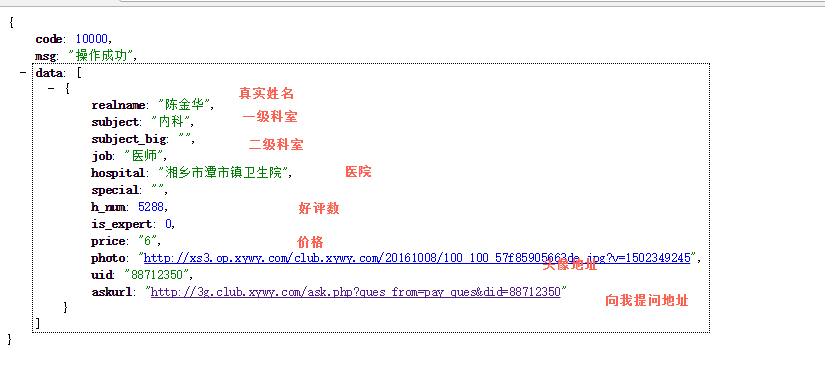 {
code: 10000,
msg: "操作成功",
- data: [
- {
realname: "陈金华", 真实姓名
subject: "内科", 一级科室
subject_big: "", 二级科室
job: "医师",
hospital: "湘乡市潭市镇卫生院", 医院
special: "",
h_num: 5288, 好评数
is_expert: 0,
price: "6", 价格
photo: "http://xs3.op.xywy.com/club.xywy.com/20161008/100_100_57f85905663de.jpg?v=1502349245",
头像地址
uid: "88712350",
askurl: "http://3g.club.xywy.com/ask.php?ques_from=pay_ques&did=88712350" 向我提问地址
}
]
}